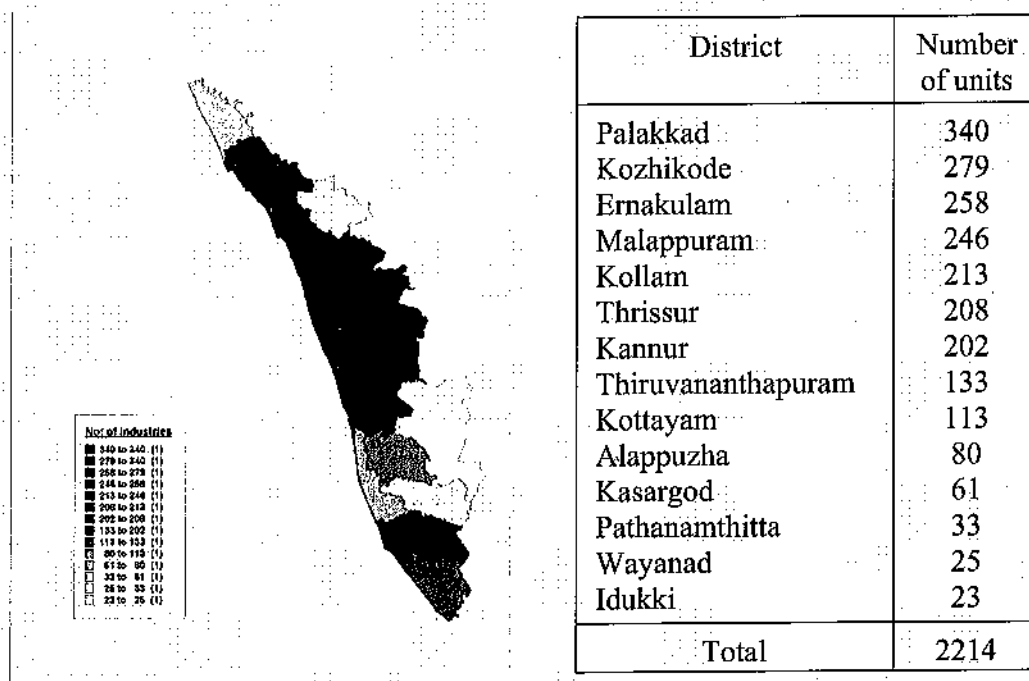 Not of Industries
340 to 340 (1)
279 to 340 (1)
258 to 279 (1)
246 to 258 (1)
213 to 246 (1)
208 to 213 (1)
202 to 208 (1)
133 to 202 (1)
113 to 133 (1)
80 to 113 (1)
61 to 80 (1)
33 to 61 (1)
25 to 33 (1)
23 to 25 (1)
District Number of units
Palakkad 340
Kozhikode 279
Ernakulam 258
Malappuram 246
Kollam 213
Thrissur 208
Kannur 202
Thiruvananthapuram 133
Kottayam 113
Alappuzha 80
Kasargod 61
Pathanamthitta 33
Wayanad 25
Idukki 23
Total 2214